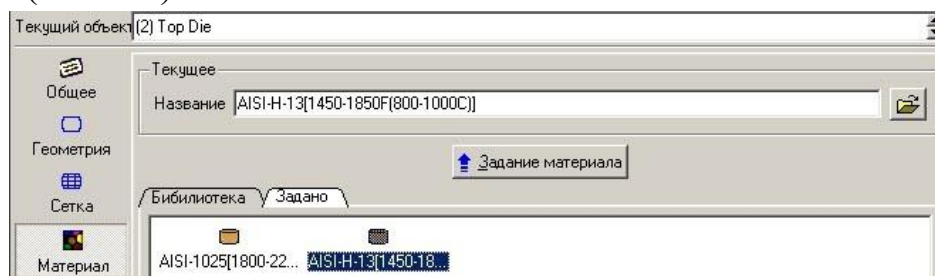 Текущий объект (2) Top Die
Общее
Геометрия
Сетка
Материал
Текущее
Название AISI-H-13[1450-1850F(800-1000C)]
Задание материала
Бибилиотека Задано
AISI-1025[1800-22... AISI-H-13[1450-18...